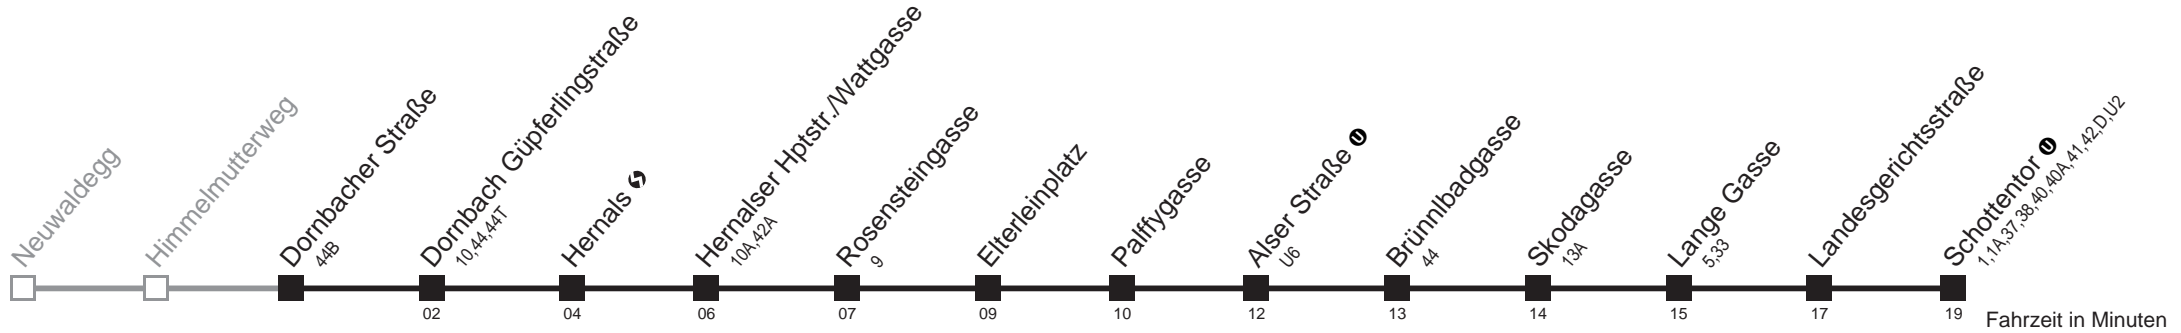 Neuwaldegg
Himmelmutterweg
Dornbacher Straße
44B
Dornbach Güpferlingstraße
10,44,44T
02
Hernals
04
Hernalser Hptstr./Wattgasse
10A,42A
06
Rosensteingasse
9
07
Elterleinplatz
09
Palffygasse
10
Alser Straße U
U6
12
Brünnlbadgasse
44
13
Skodagasse
13A
14
Lange Gasse
5,33
15
Landesgerichtsstraße
17
Schottentor U
1,1A,37,38,40,40A,41,42,D,U2
19
Fahrzeit in Minuten